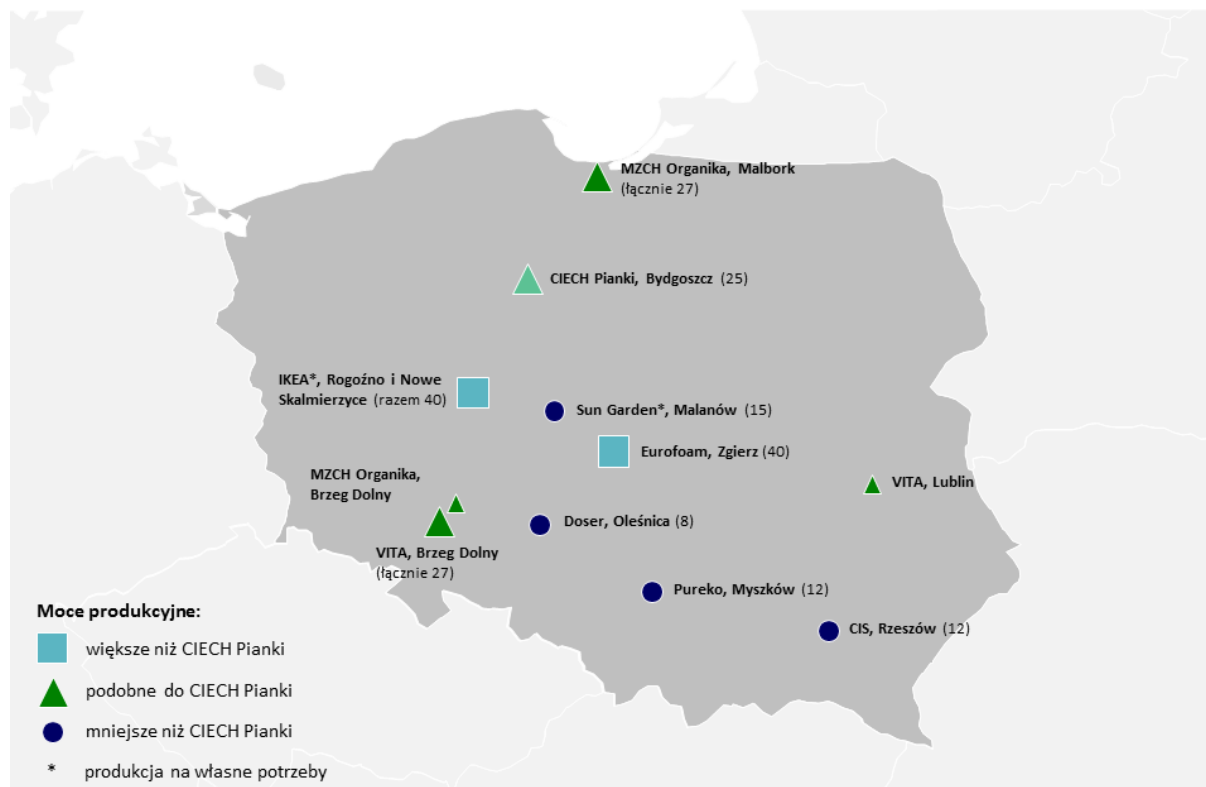 MZCH Organika, Malbork
(łącznie 27)
CIECH Pianki, Bydgoszcz (25)
IKEA*, Rogoźno i Nowe
Skalmierzyce (razem 40)
Sun Garden*, Malanów (15)
Eurofoam, Zgierz (40)
MZCH Organika,
Brzeg Dolny
VITA, Lublin
Doser, Oleśnica (8)
VITA, Brzeg Dolny
(łącznie 27)
Pureko, Myszków (12)
CIS, Rzeszów (12)
Moce produkcyjne:
większe niż CIECH Pianki
podobne do CIECH Pianki
mniejsze niż CIECH Pianki
* produkcja na własne potrzeby